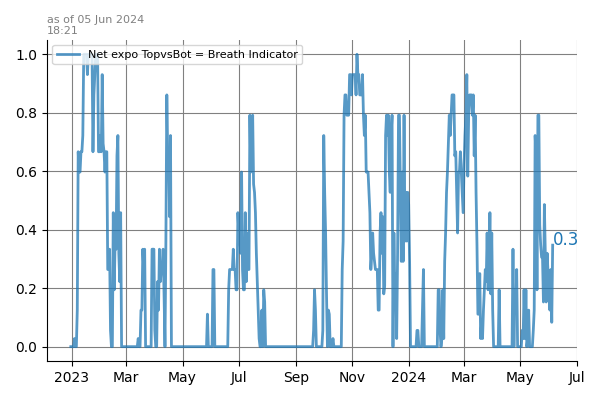 as of 05 Jun 2024
18:21
Net expo TopvsBot = Breath Indicator
1.0
0.8
0.6
0.4
0.3
0.2
0.0
2023 Mar May Jul Sep Nov 2024 Mar May Jul